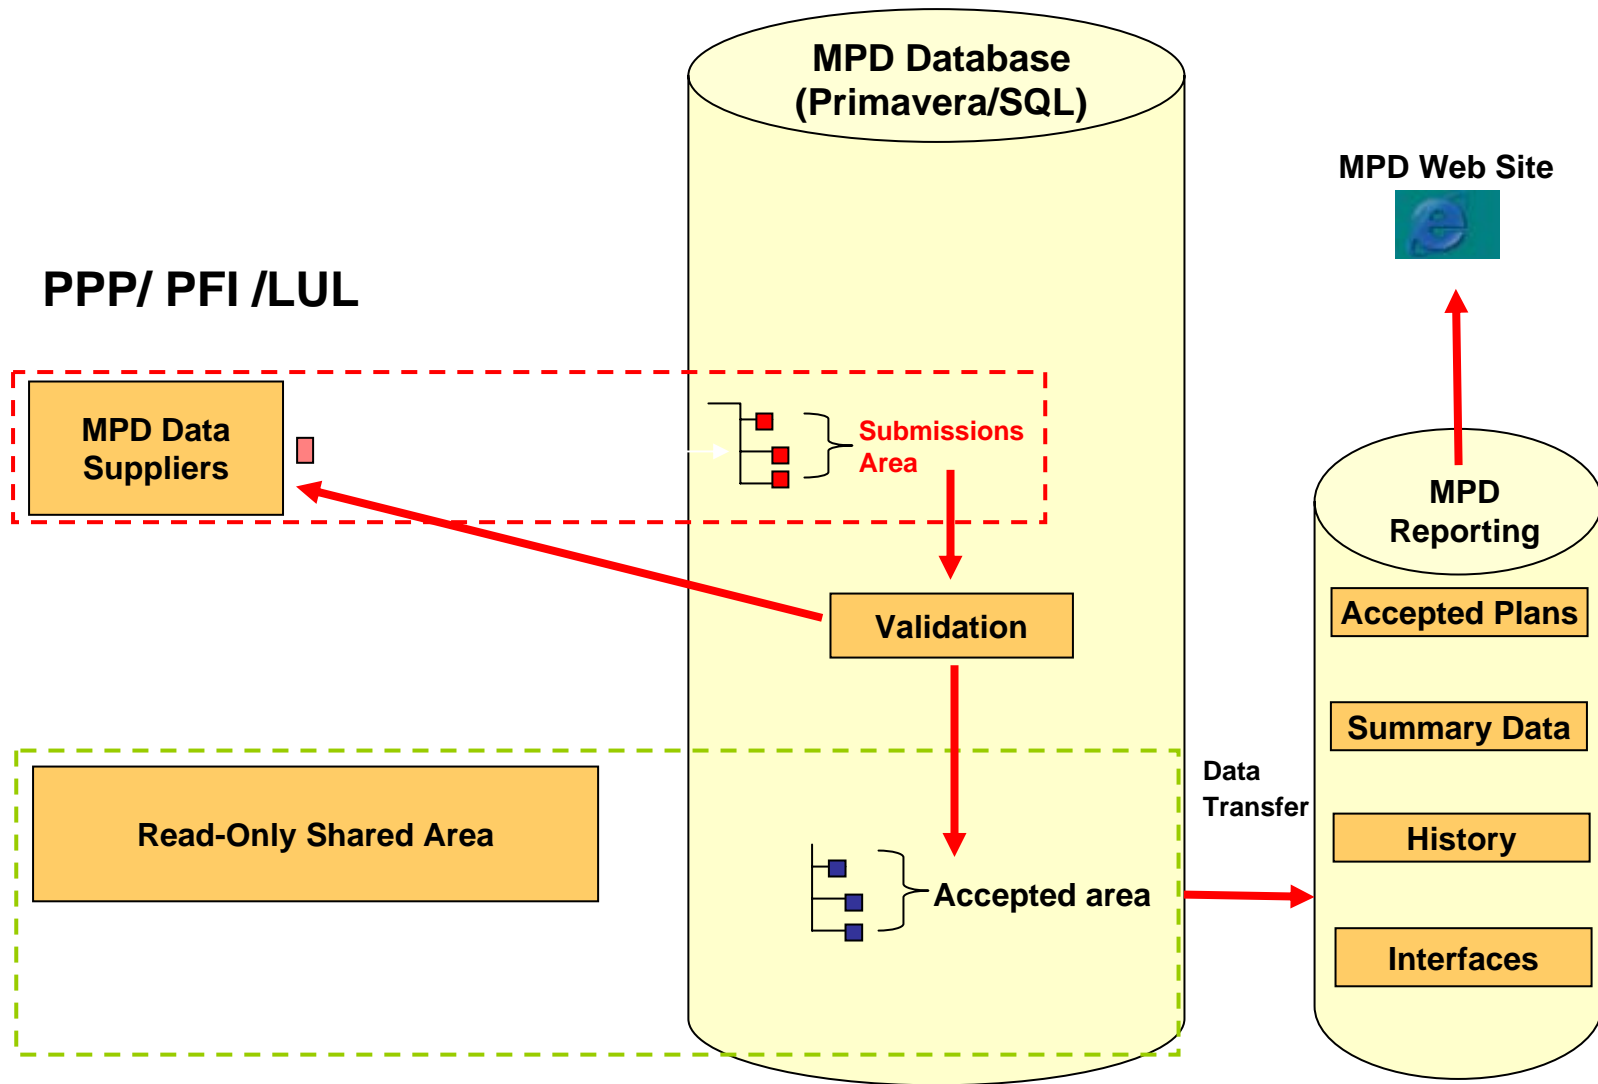 MPD Database
(Primavera/SQL)
MPD Web Site
PPP/ PFI /LUL
MPD Data
Suppliers
Submissions
Area
MPD
Reporting
Validation
Accepted Plans
Summary Data
Data
Transfer
Read-Only Shared Area
History
Accepted area
Interfaces